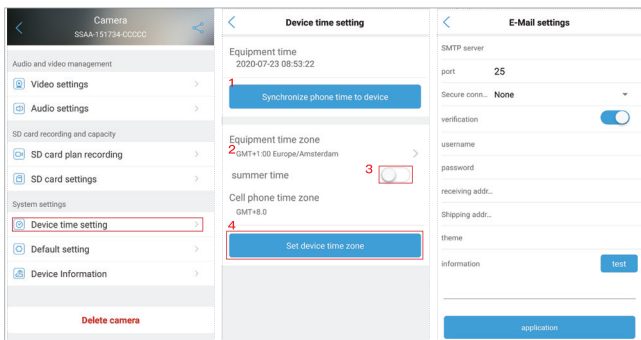 Camera
SSAA-151734-CCCCC
Audio and video management
Video settings
Audio settings
SD card recording and capacity
SD card plan recording
SD card settings
System settings
Device time setting
Default setting
Device Information
Delete camera
Device time setting
Equipment time
2020-07-23 08:53:22
1
Synchronize phone time to device
Equipment time zone
2
GMT+1:00 Europe/Amsterdam
summer time
3
Cell phone time zone
GMT+8.0
4
Set device time zone
E-Mail settings
SMTP server
port 25
Secure conn... None
verification
username
password
receiving addr...
Shipping addr...
theme
information test
application